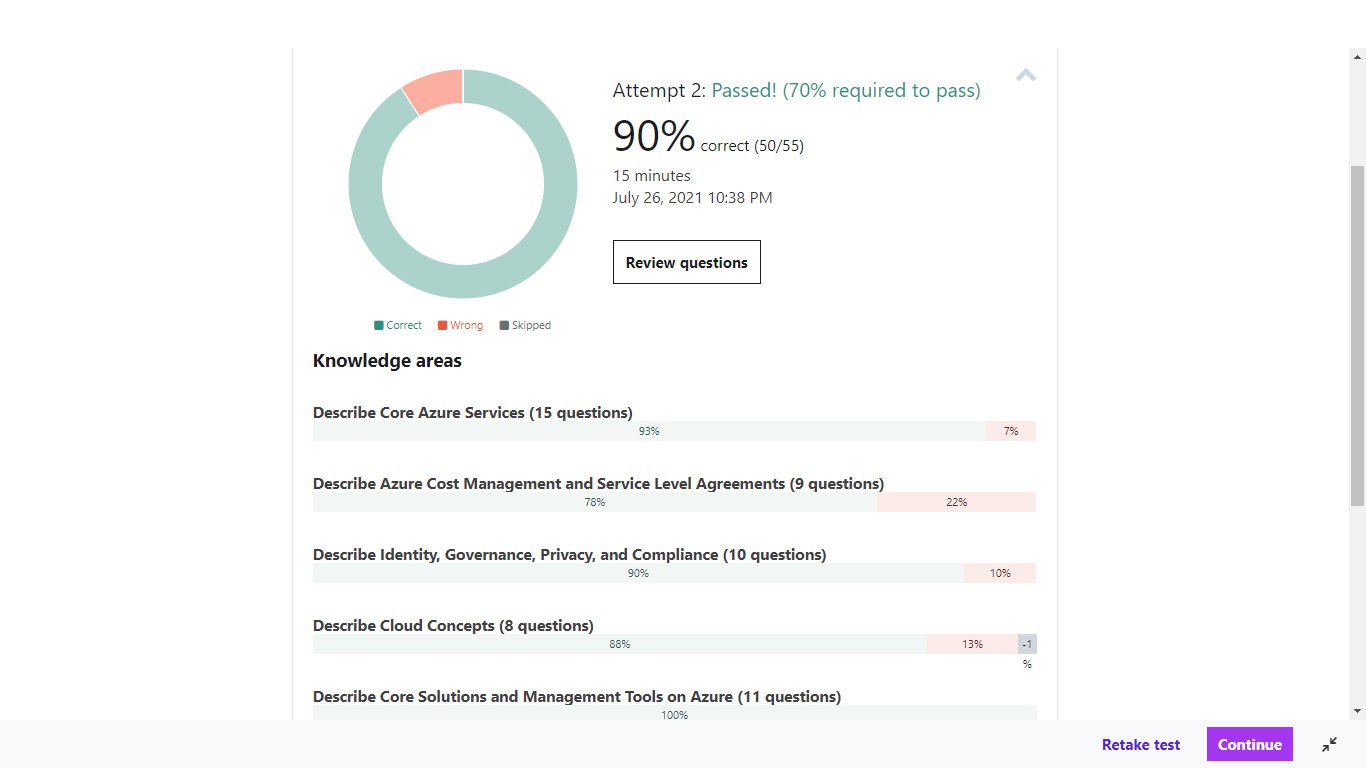 Attempt 2: Passed! (70% required to pass)
90% correct (50/55)
15 minutes
July 26, 2021 10:38 PM
Review questions
Correct Wrong Skipped
Knowledge areas
Describe Core Azure Services (15 questions)
93% 7%
Describe Azure Cost Management and Service Level Agreements (9 questions)
78% 22%
Describe Identity, Governance, Privacy, and Compliance (10 questions)
90% 10%
Describe Cloud Concepts (8 questions)
88% 13% -1
%
Describe Core Solutions and Management Tools on Azure (11 questions)
100%
Retake test Continue